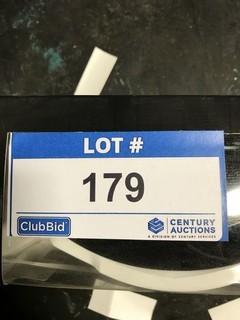 LOT #
179
ClubBid
CENTURY
AUCTIONS
A DIVISION OF CENTURY SERVICES